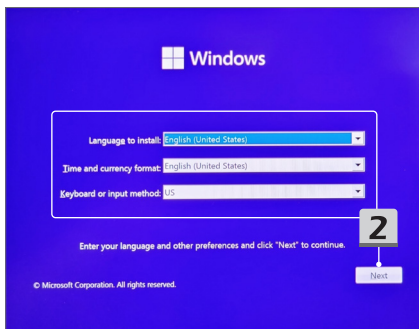 Windows
Language to install: English (United States)
Time and currency format: English (United States)
Keyboard or input method: US
2
Enter your language and other preferences and click "Next" to continue.
Next
© Microsoft Corporation. All rights reserved.